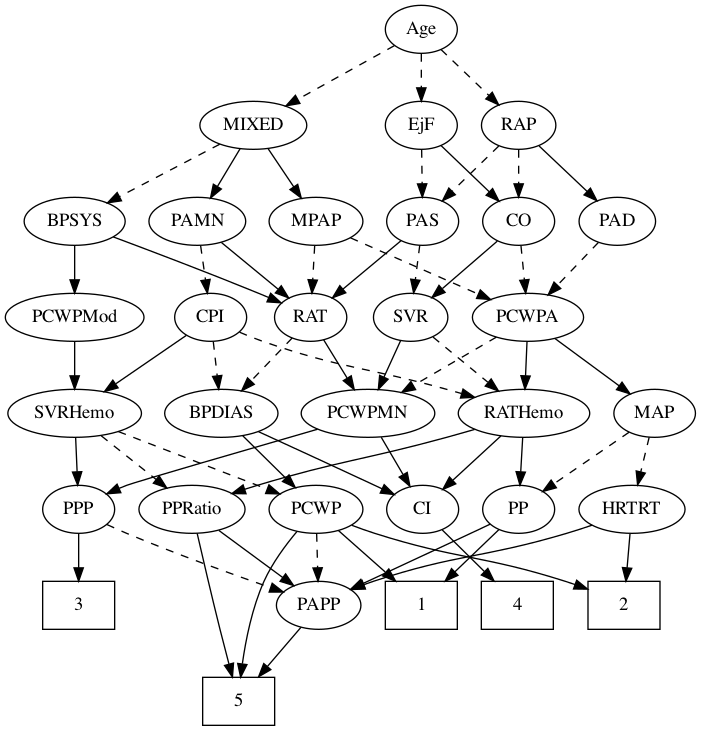 Age
MIXED
EjF
RAP
BPSYS
PAMN
MPAP
PAS
CO
PAD
PCWPMod
CPI
RAT
SVR
PCWPA
SVRHemo
BPDIAS
PCWPMN
RATHemo
MAP
PPP
PPRatio
PCWP
CI
PP
HRTRT
3
PAPP
1
4
2
5